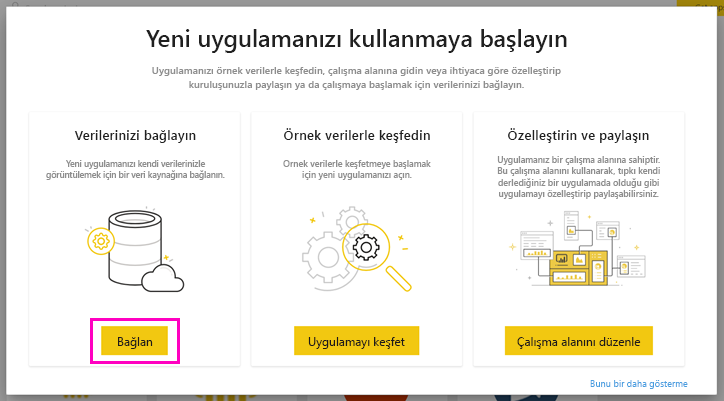 Yeni uygulamanızı kullanmaya başlayın
Uygulamanızı örnek verilerle keşfedin, çalışma alanına gidin veya ihtiyaca göre özelleştirip
kuruluşunuzla paylaşın ya da çalışmaya başlamak için verilerinizi bağlayın.
Verilerinizi bağlayın
Yeni uygulamanızı kendi verilerinizle
görüntülemek için bir veri kaynağına bağlanın.
Bağlan
Örnek verilerle keşfedin
Örnek verilerle keşfetmeye başlamak
için yeni uygulamanızı açın.
Uygulamayı keşfet
Özelleştirin ve paylaşın
Uygulamanız bir çalışma alanına sahiptir.
Bu çalışma alanını kullanarak, tıpkı kendi
derlediğiniz bir uygulamada olduğu gibi
uygulamayı özelleştirip paylaşabilirsiniz.
Çalışma alanını düzenle
Bunu bir daha gösterme